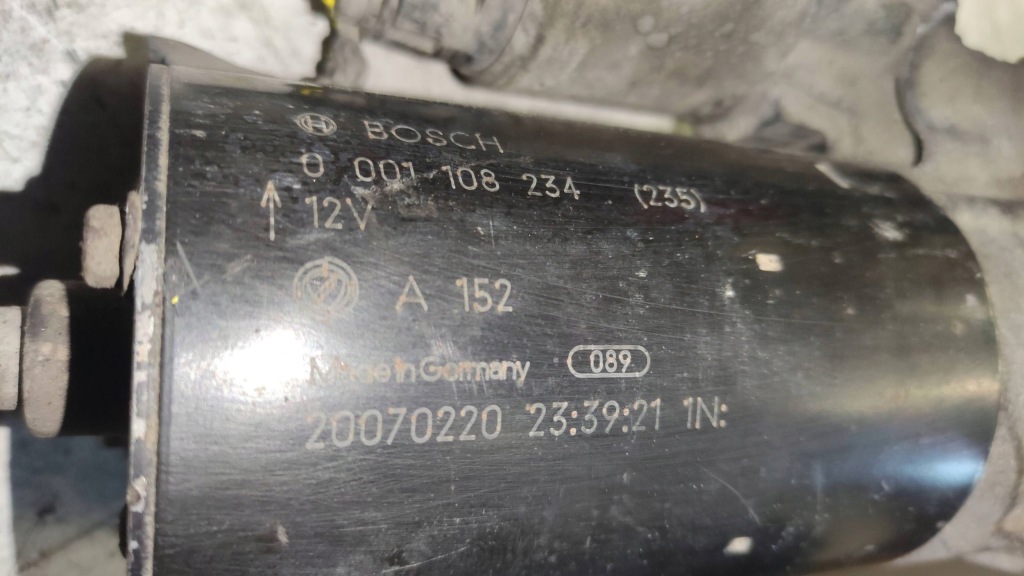 BOSCH
0 001 108 234 (235)
12V
A 152
Made in Germany 089
20070220 23:39:21 1N: